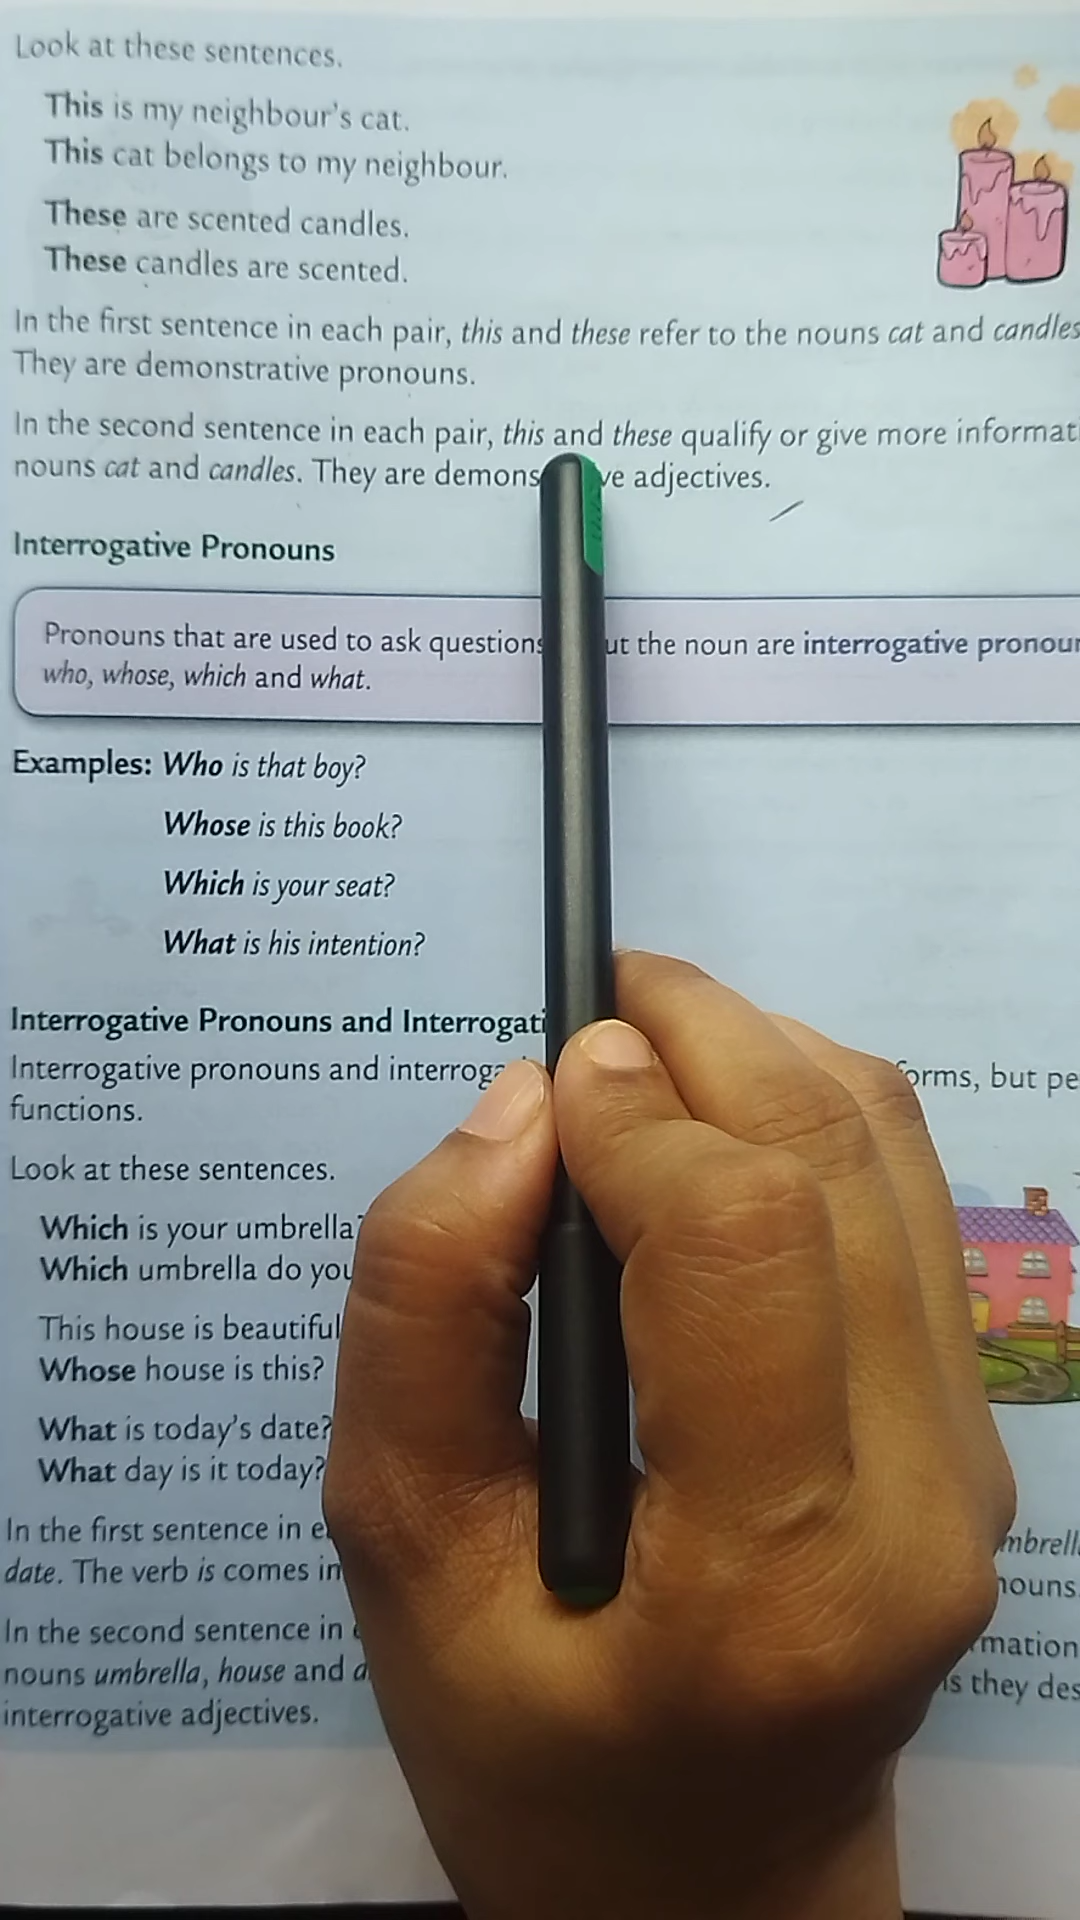 Look at these sentences.
This is my neighbour's cat.
This cat belongs to my neighbour.
These are scented candles.
These candles are scented.
In the first sentence in each pair, this and these refer to the nouns cat and candles
They are demonstrative pronouns.
In the second sentence in each pair, this and these qualify or give more informat
nouns cat and candles. They are demons ve adjectives.
Interrogative Pronouns
Pronouns that are used to ask questions ut the noun are interrogative pronoun
who, whose, which and what.
Examples: Who is that boy?
Whose is this book?
Which is your seat?
What is his intention?
Interrogative Pronouns and Interrogati
Interrogative pronouns and interroga forms, but pe
functions.
Look at these sentences.
Which is your umbrella?
Which umbrella do you
This house is beautiful
Whose house is this?
What is today's date?
What day is it today?
In the first sentence in e mbrell
date. The verb is comes in nouns
In the second sentence in rmation
nouns umbrella, house and d is they des
interrogative adjectives.